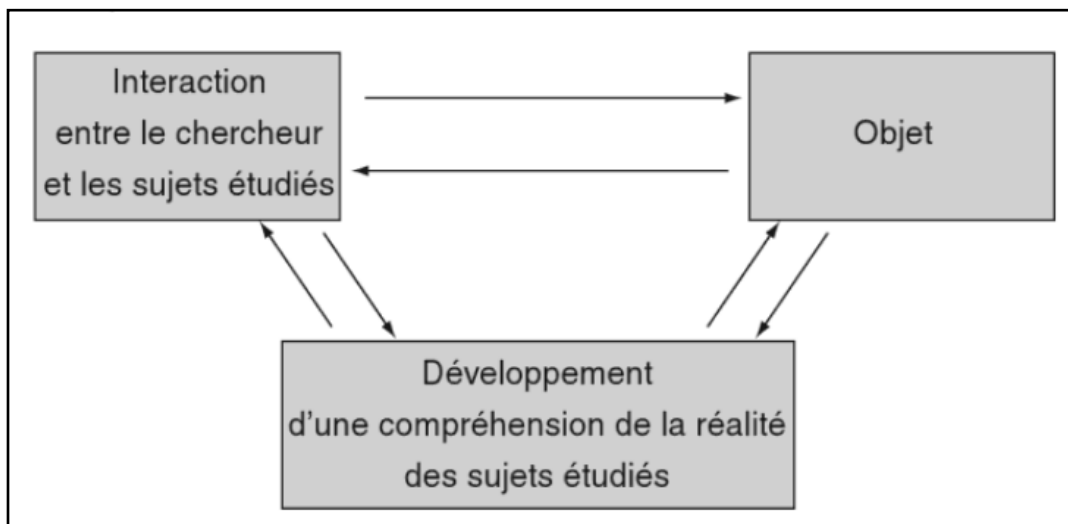 Interaction
entre le chercheur
et les sujets étudiés
Objet
Développement
d'une compréhension de la réalité
des sujets étudiés